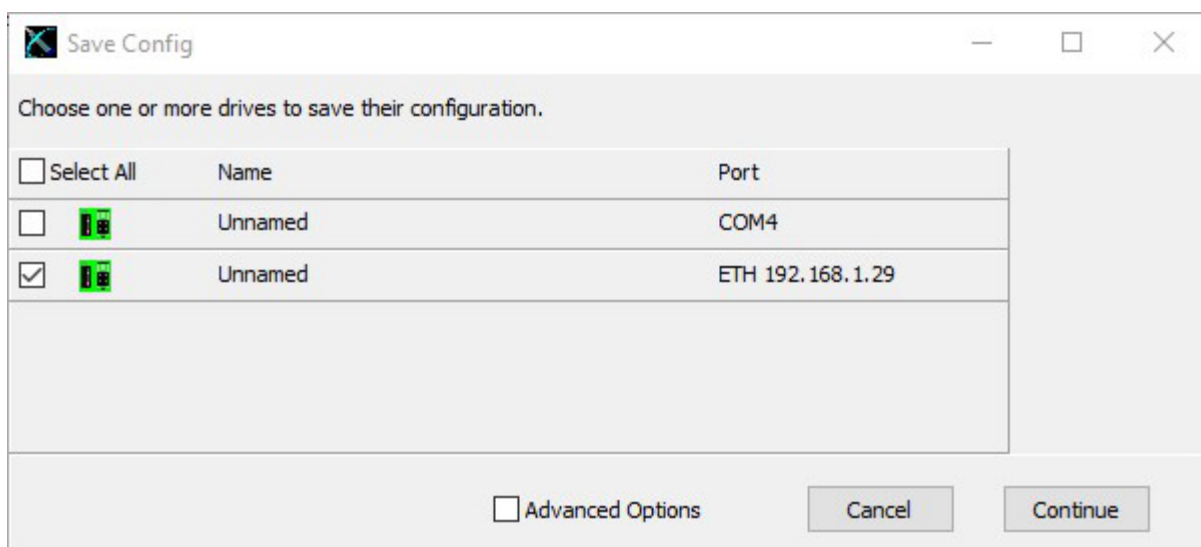 Save Config
Choose one or more drives to save their configuration.
Select All Name Port
Unnamed COM4
Unnamed ETH 192.168.1.29
Advanced Options Cancel Continue